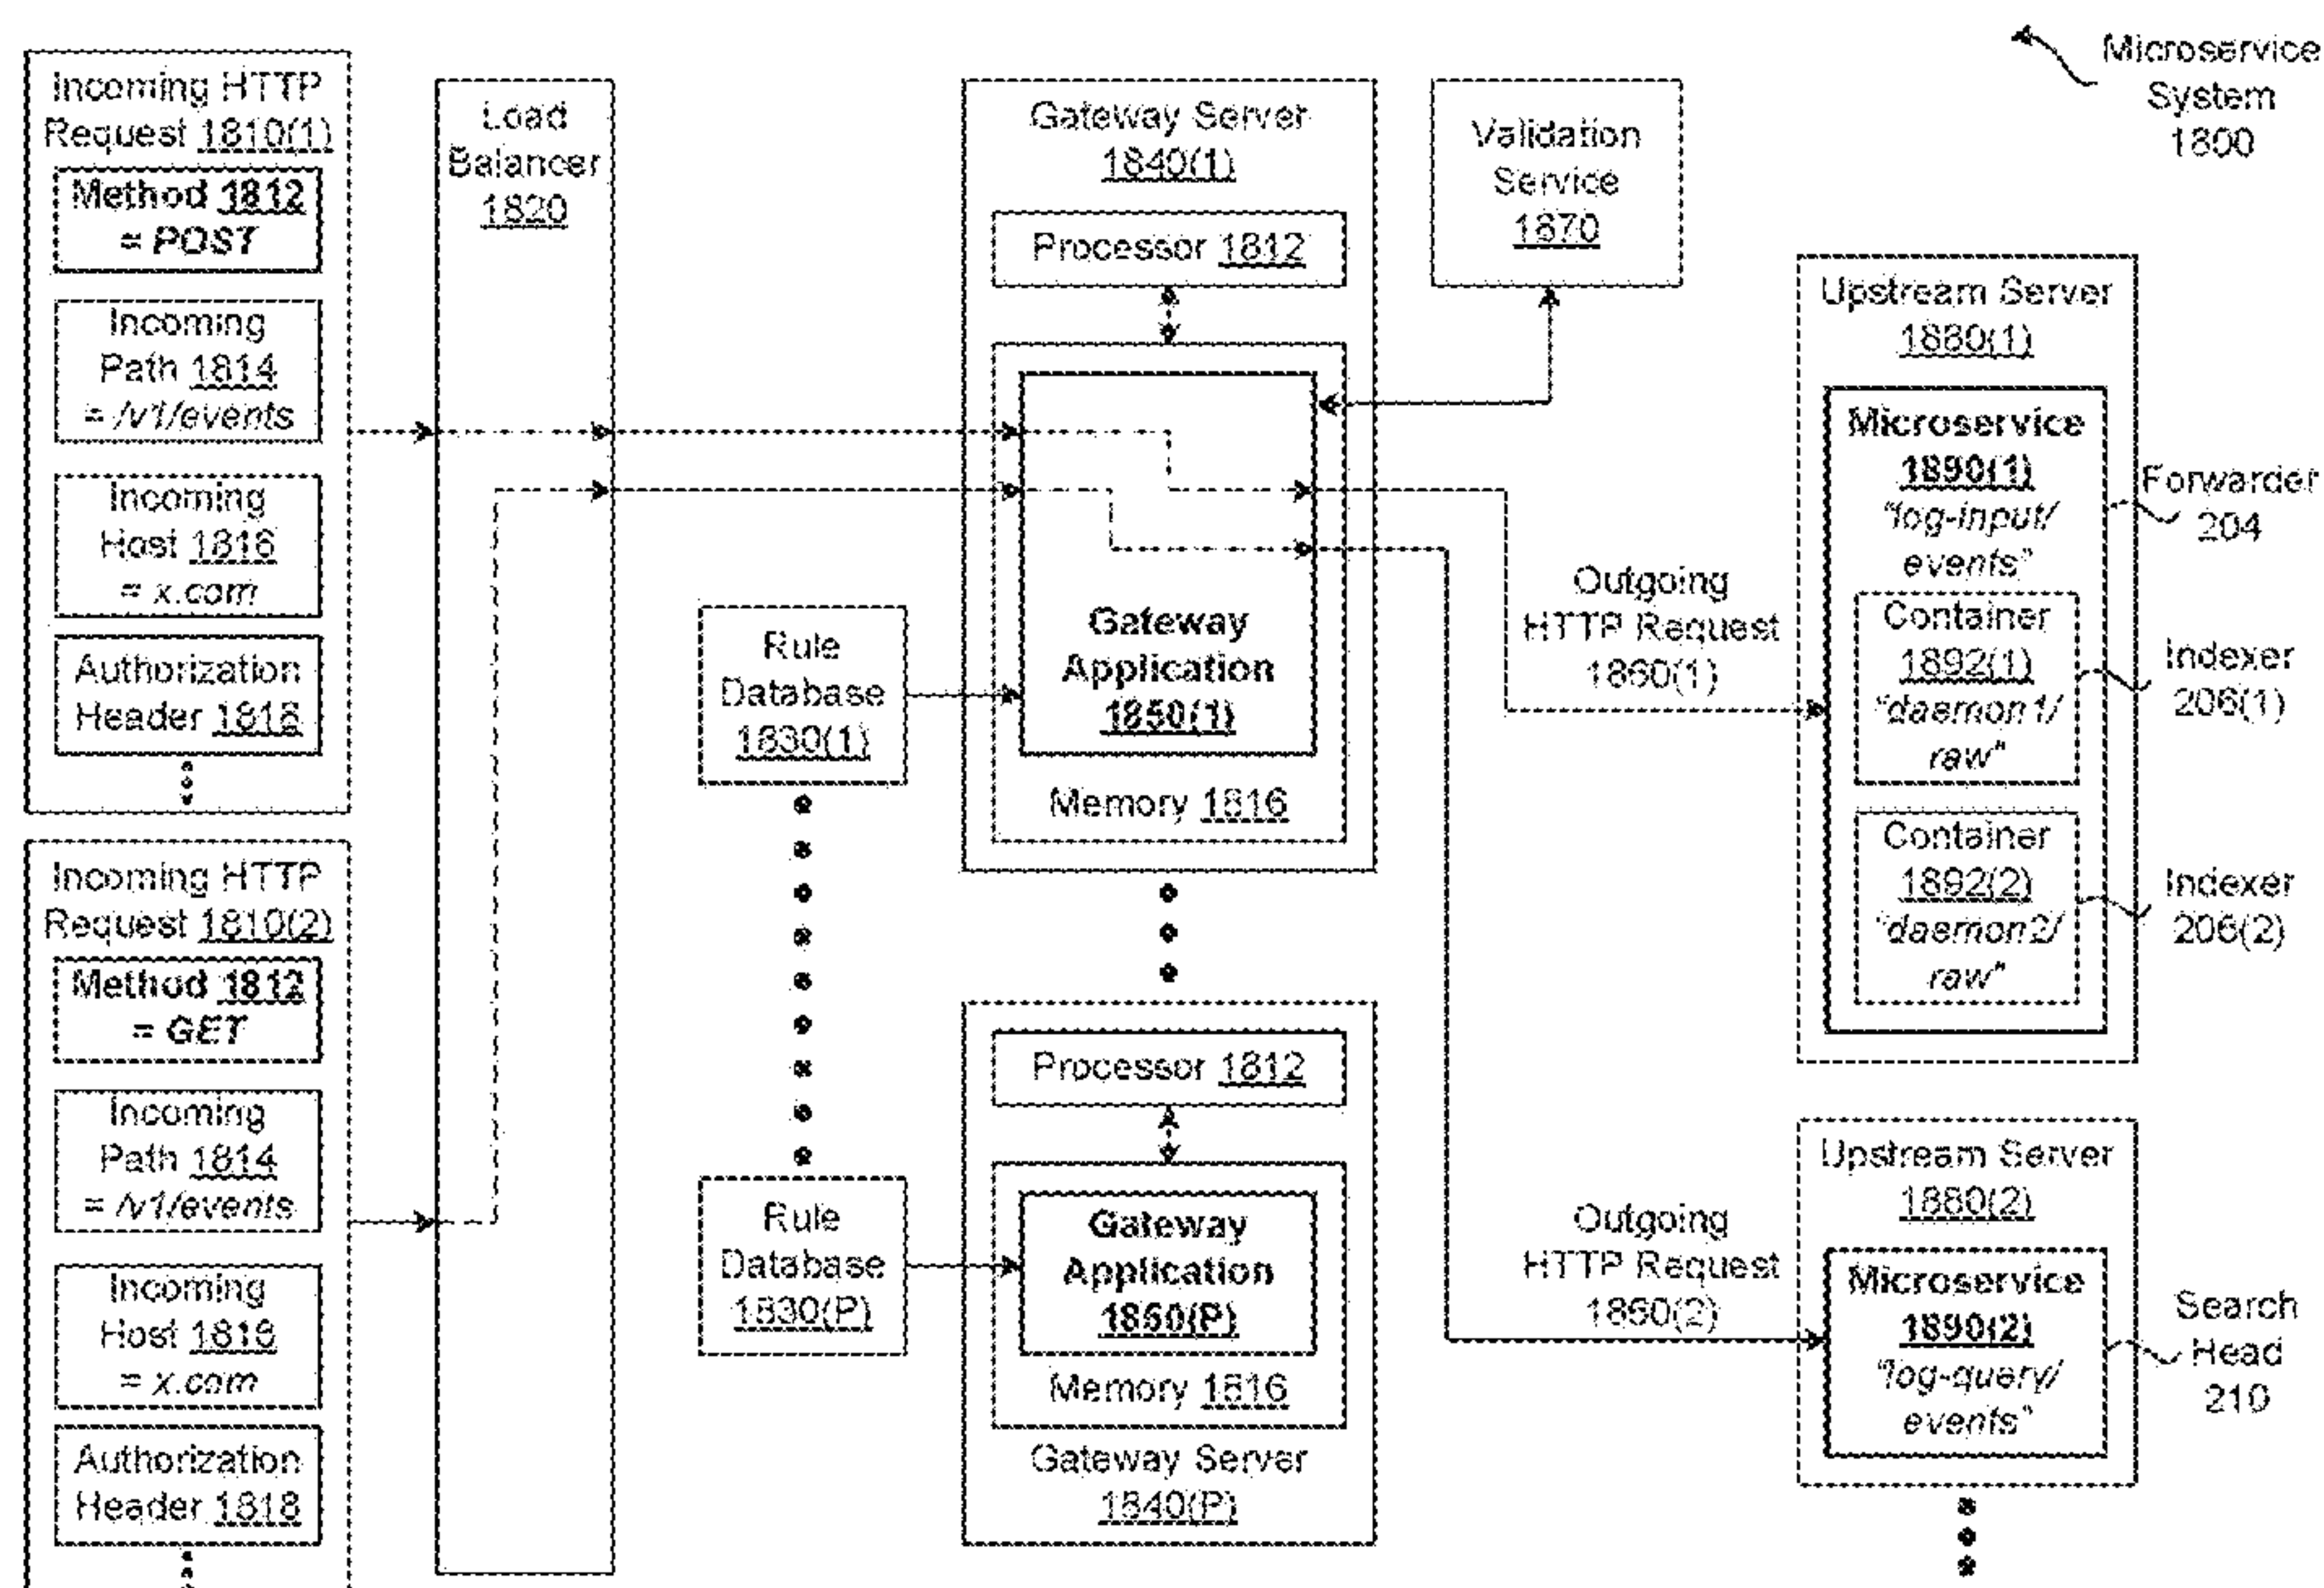 Incoming HTTP
Request 1810(1)
Method 1812
= POST
Incoming
Path 1814
= /v1/events
Incoming
Host 1816
= x.com
Authorization
Header 1818
Incoming HTTP
Request 1810(2)
Method 1812
= GET
Incoming
Path 1814
= /v1/events
Incoming
Host 1816
= x.com
Authorization
Header 1818
Load
Balancer
1820
Rule
Database
1830(1)
Rule
Database
1830(P)
Gateway Server
1840(1)
Processor 1812
Gateway
Application
1850(1)
Memory 1816
Processor 1812
Gateway
Application
1850(P)
Memory 1816
Gateway Server
1840(P)
Validation
Service
1870
Outgoing
HTTP Request
1860(1)
Outgoing
HTTP Request
1860(2)
Microservice
System
1800
Upstream Server
1880(1)
Microservice
1890(1)
"log-input/
events"
Container
1892(1)
"daemon1/
raw"
Container
1892(2)
"daemon2/
raw"
Forwarder
204
Indexer
206(1)
Indexer
206(2)
Upstream Server
1880(2)
Microservice
1890(2)
"log-query/
events"
Search
Head
210